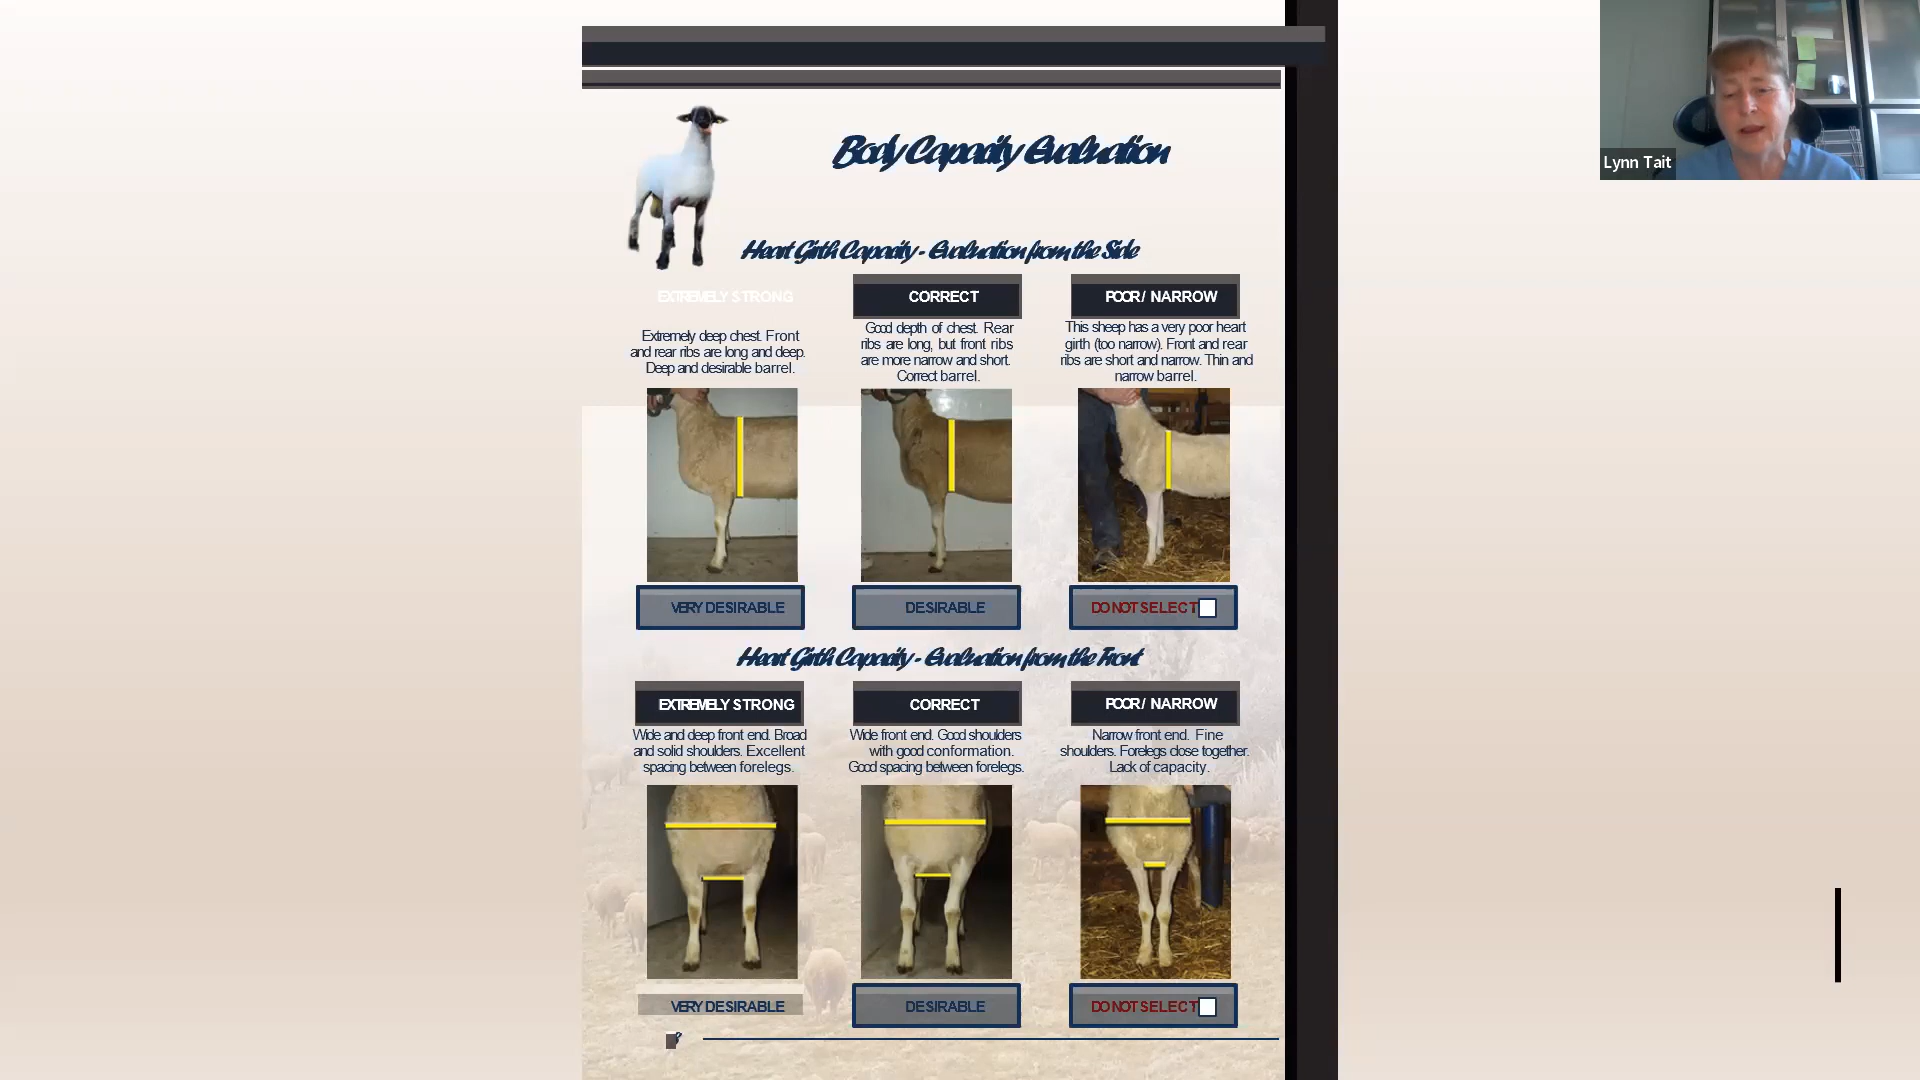 Lynn Tait
Body Capacity Evaluation
Heart Girth Capacity - Evaluation from the Side
EXTREMELY STRONG
CORRECT
POOR / NARROW
Extremely deep chest. Front
and rear ribs are long and deep.
Deep and desirable barrel.
Good depth of chest. Rear
ribs are long, but front ribs
are more narrow and short.
Correct barrel.
This sheep has a very poor heart
girth (too narrow). Front and rear
ribs are short and narrow. Thin and
narrow barrel.
VERY DESIRABLE
DESIRABLE
DO NOT SELECT
Heart Girth Capacity - Evaluation from the Front
EXTREMELY STRONG
CORRECT
POOR / NARROW
Wide and deep front end. Broad
and solid shoulders. Excellent
spacing between forelegs.
Wide front end. Good shoulders
with good conformation.
Good spacing between forelegs.
Narrow front end. Fine
shoulders. Forelegs close together.
Lack of capacity.
VERY DESIRABLE
DESIRABLE
DO NOT SELECT